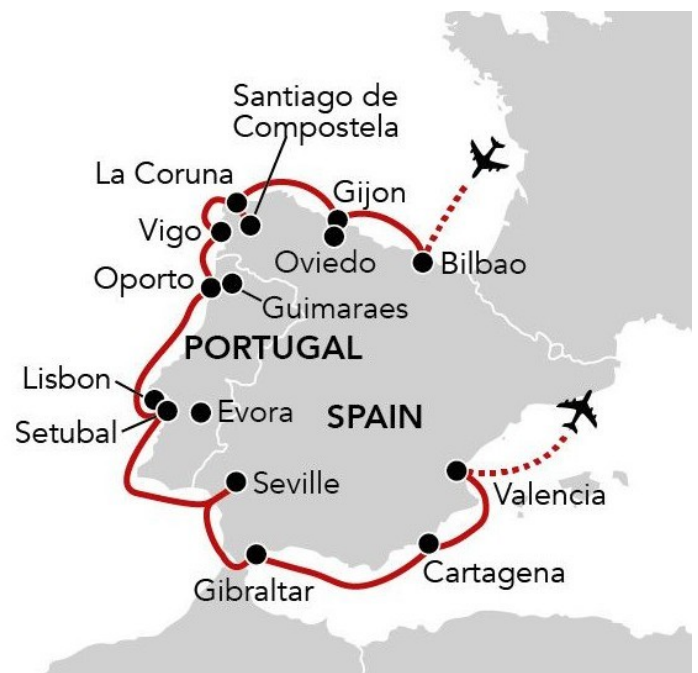 Santiago de
Compostela
La Coruna
Gijon
Vigo
Oviedo
Bilbao
Oporto
Guimaraes
PORTUGAL
Lisbon
Setubal
Evora
SPAIN
Seville
Valencia
Cartagena
Gibraltar